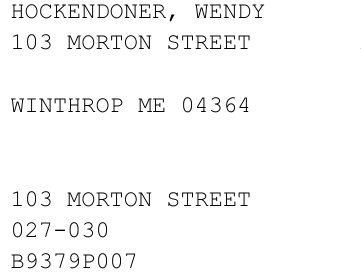 HOCKENDONER, WENDY
103 MORTON STREET
WINTHROP ME 04364
103 MORTON STREET
027-030
B9379P007